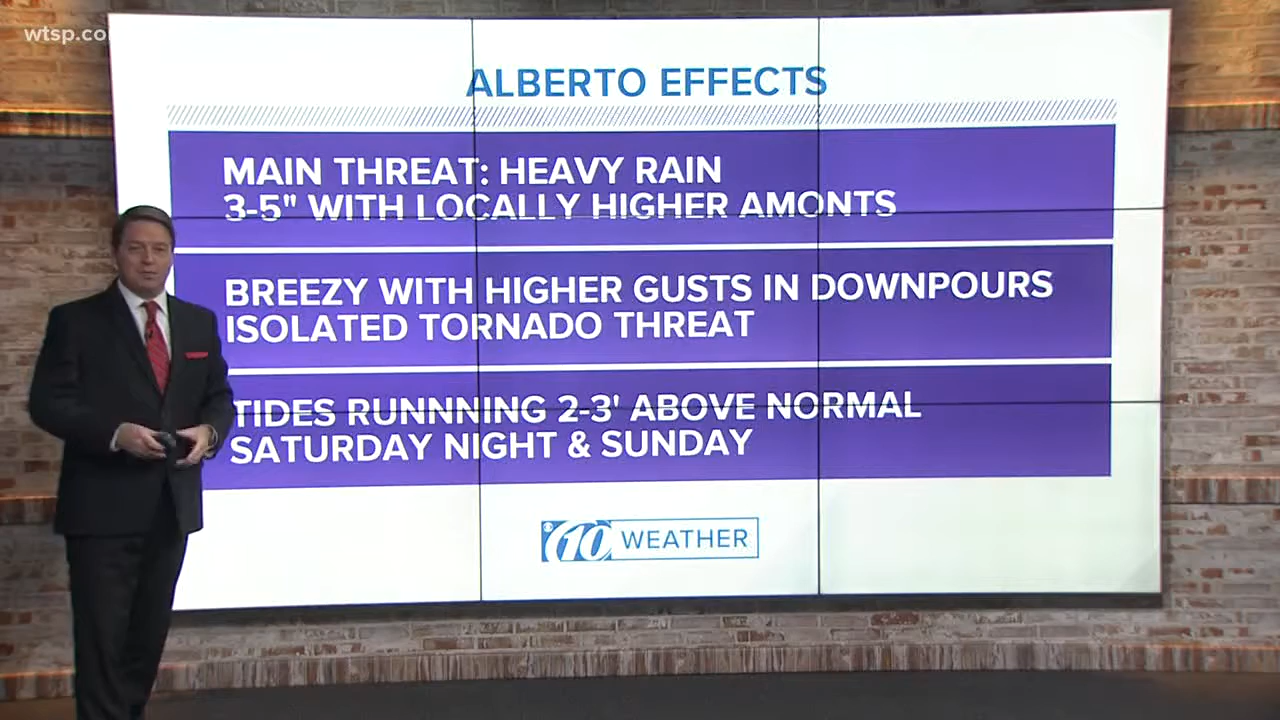 wtsp.co
ALBERTO EFFECTS
MAIN THREAT: HEAVY RAIN
3-5" WITH LOCALLY HIGHER AMONTS
BREEZY WITH HIGHER GUSTS IN DOWNPOURS
ISOLATED TORNADO THREAT
TIDES RUNNNING 2-3' ABOVE NORMAL
SATURDAY NIGHT & SUNDAY
10 WEATHER